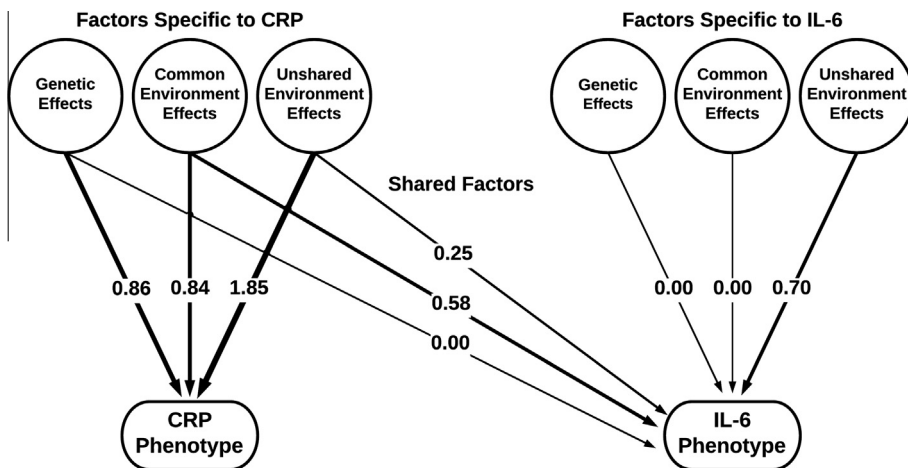 Factors Specific to CRP
Factors Specific to IL-6
Genetic
Effects
Common
Environment
Effects
Unshared
Environment
Effects
Genetic
Effects
Common
Environment
Effects
Unshared
Environment
Effects
Shared Factors
0.25
0.86
0.84
1.85
0.58
0.00
0.00
0.00
0.70
CRP
Phenotype
IL-6
Phenotype